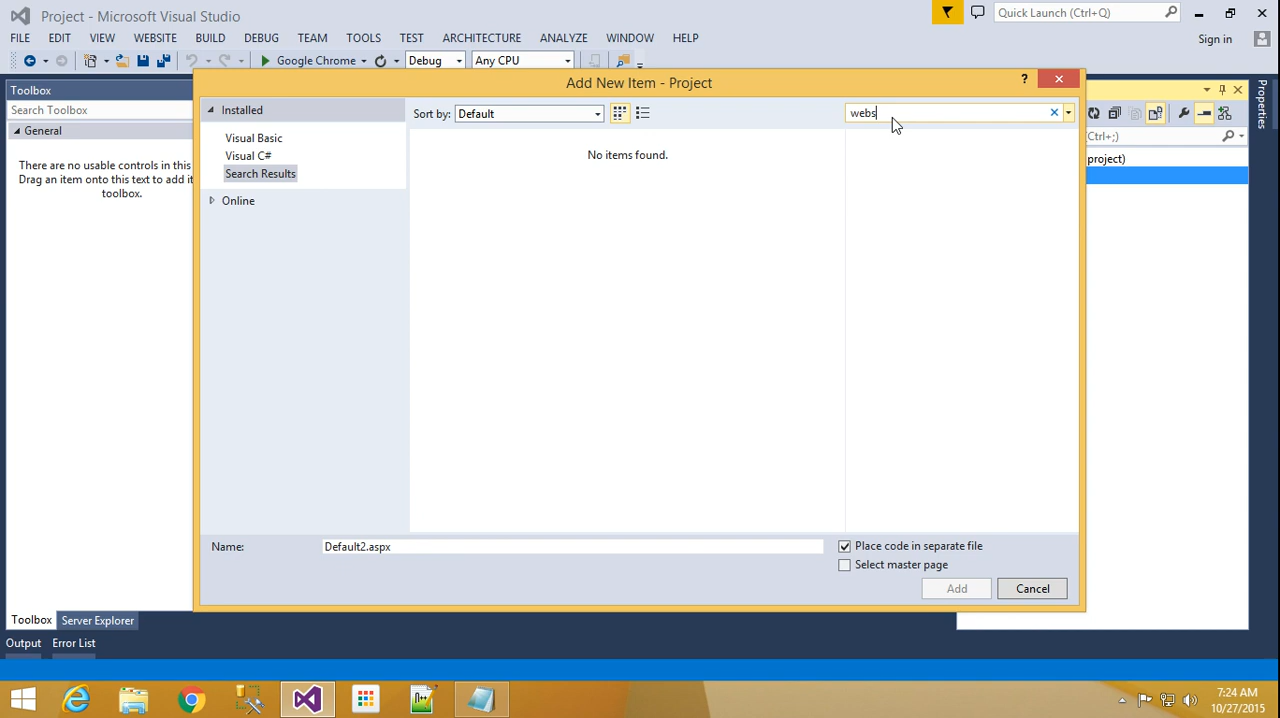 Project - Microsoft Visual Studio
Quick Launch (Ctrl+Q)
FILE EDIT VIEW WEBSITE BUILD DEBUG TEAM TOOLS TEST ARCHITECTURE ANALYZE WINDOW HELP
Sign in
Google Chrome
Debug
Any CPU
Toolbox
Search Toolbox
General
There are no usable controls in this
Drag an item onto this text to add it
toolbox.
Add New Item - Project
?
Installed
Visual Basic
Visual C#
Search Results
Online
Sort by: Default
webs
No items found.
Name: Default2.aspx
Place code in separate file
Select master page
Add
Cancel
Ctrl+;)
project)
Properties
Toolbox
Server Explorer
Output
Error List
7:24 AM
10/27/2015